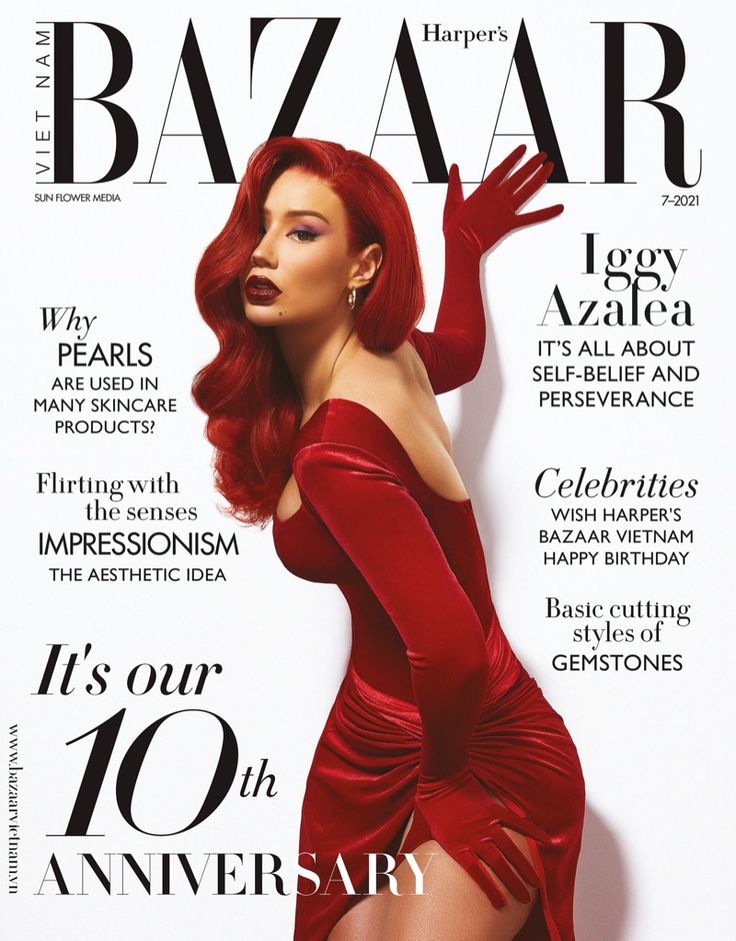 VIET NAM
Harper's
BAZAAR
SUN FLOWER MEDIA
7–2021
Iggy
Azalea
IT'S ALL ABOUT
SELF-BELIEF AND
PERSEVERANCE
Why
PEARLS
ARE USED IN
MANY SKINCARE
PRODUCTS?
Flirting with
the senses
IMPRESSIONISM
THE AESTHETIC IDEA
Celebrities
WISH HARPER'S
BAZAAR VIETNAM
HAPPY BIRTHDAY
Basic cutting
styles of
GEMSTONES
It's our
10th
ANNIVERSARY
www.bazaarvietnam.vn